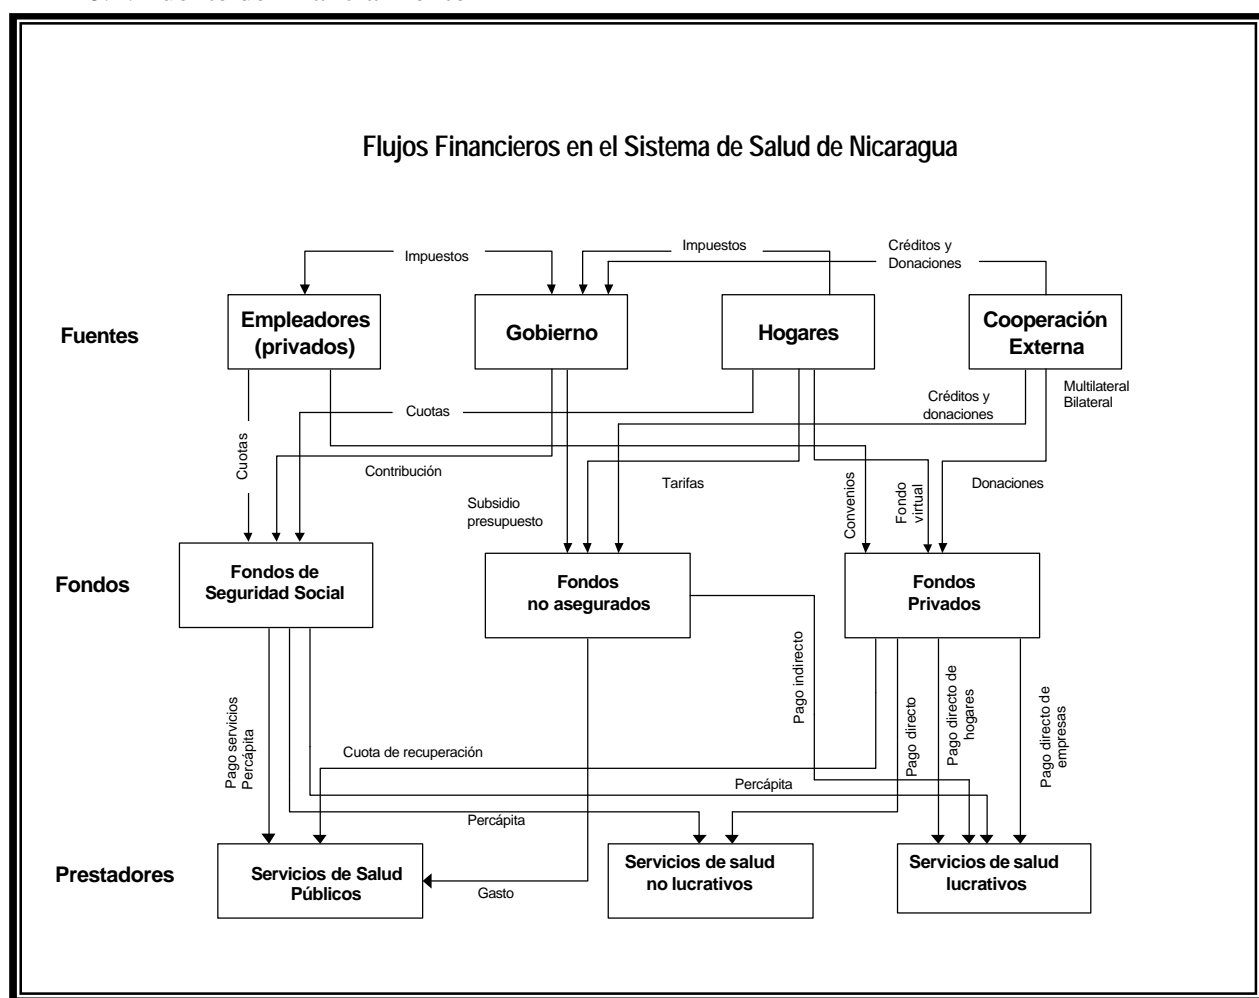 Flujos Financieros en el Sistema de Salud de Nicaragua
Impuestos
Impuestos
Créditos y
Donaciones
Fuentes
Empleadores
(privados)
Gobierno
Hogares
Cooperación
Externa
Cuotas
Cuotas
Contribución
Subsidio
presupuesto
Tarifas
Créditos y
donaciones
Multilateral
Bilateral
Convenios
Fondo
virtual
Donaciones
Fondos
Fondos de
Seguridad Social
Fondos
no asegurados
Fondos
Privados
Pago servicios
Percápita
Cuota de recuperación
Pago indirecto
Pago directo
Pago directo de
hogares
Pago directo de
empresas
Percápita
Percápita
Prestadores
Servicios de Salud
Públicos
Gasto
Servicios de salud
no lucrativos
Servicios de salud
lucrativos